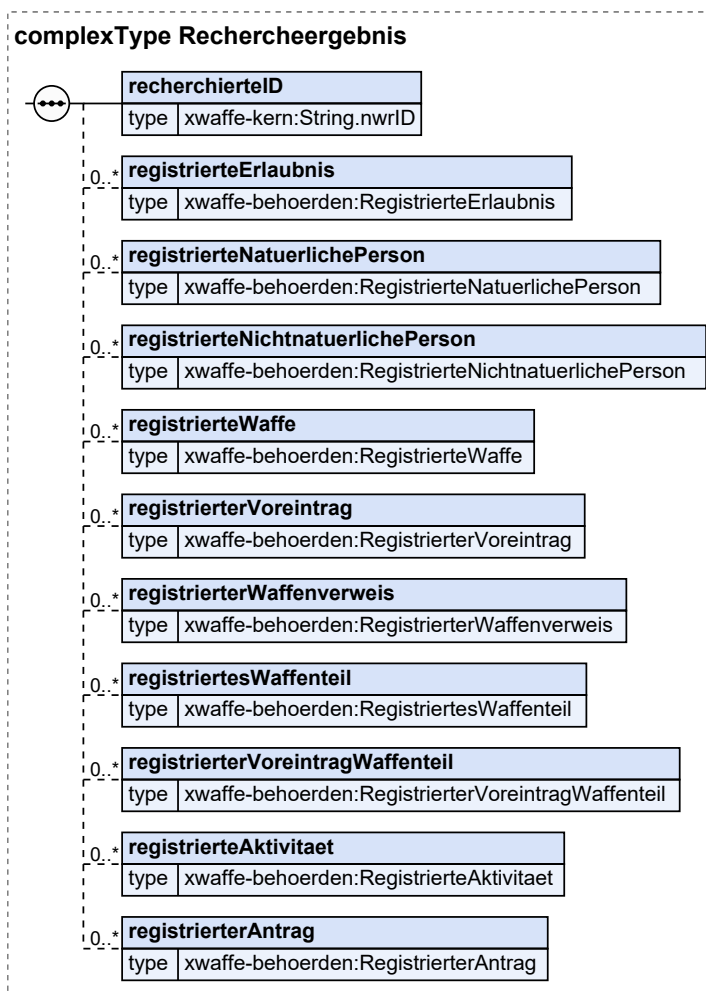 complexType Rechercheergebnis
recherchierteID
type xwaffe-kern:String.nwrID
0..* registrierteErlaubnis
type xwaffe-behoerden:RegistrierteErlaubnis
0..* registrierteNatuerlichePerson
type xwaffe-behoerden:RegistrierteNatuerlichePerson
0..* registrierteNichtnatuerlichePerson
type xwaffe-behoerden:RegistrierteNichtnatuerlichePerson
0..* registrierteWaffe
type xwaffe-behoerden:RegistrierteWaffe
0..* registrierterVoreintrag
type xwaffe-behoerden:RegistrierterVoreintrag
0..* registrierterWaffenverweis
type xwaffe-behoerden:RegistrierterWaffenverweis
0..* registriertesWaffenteil
type xwaffe-behoerden:RegistriertesWaffenteil
0..* registrierterVoreintragWaffenteil
type xwaffe-behoerden:RegistrierterVoreintragWaffenteil
0..* registrierteAktivitaet
type xwaffe-behoerden:RegistrierteAktivitaet
0..* registrierterAntrag
type xwaffe-behoerden:RegistrierterAntrag